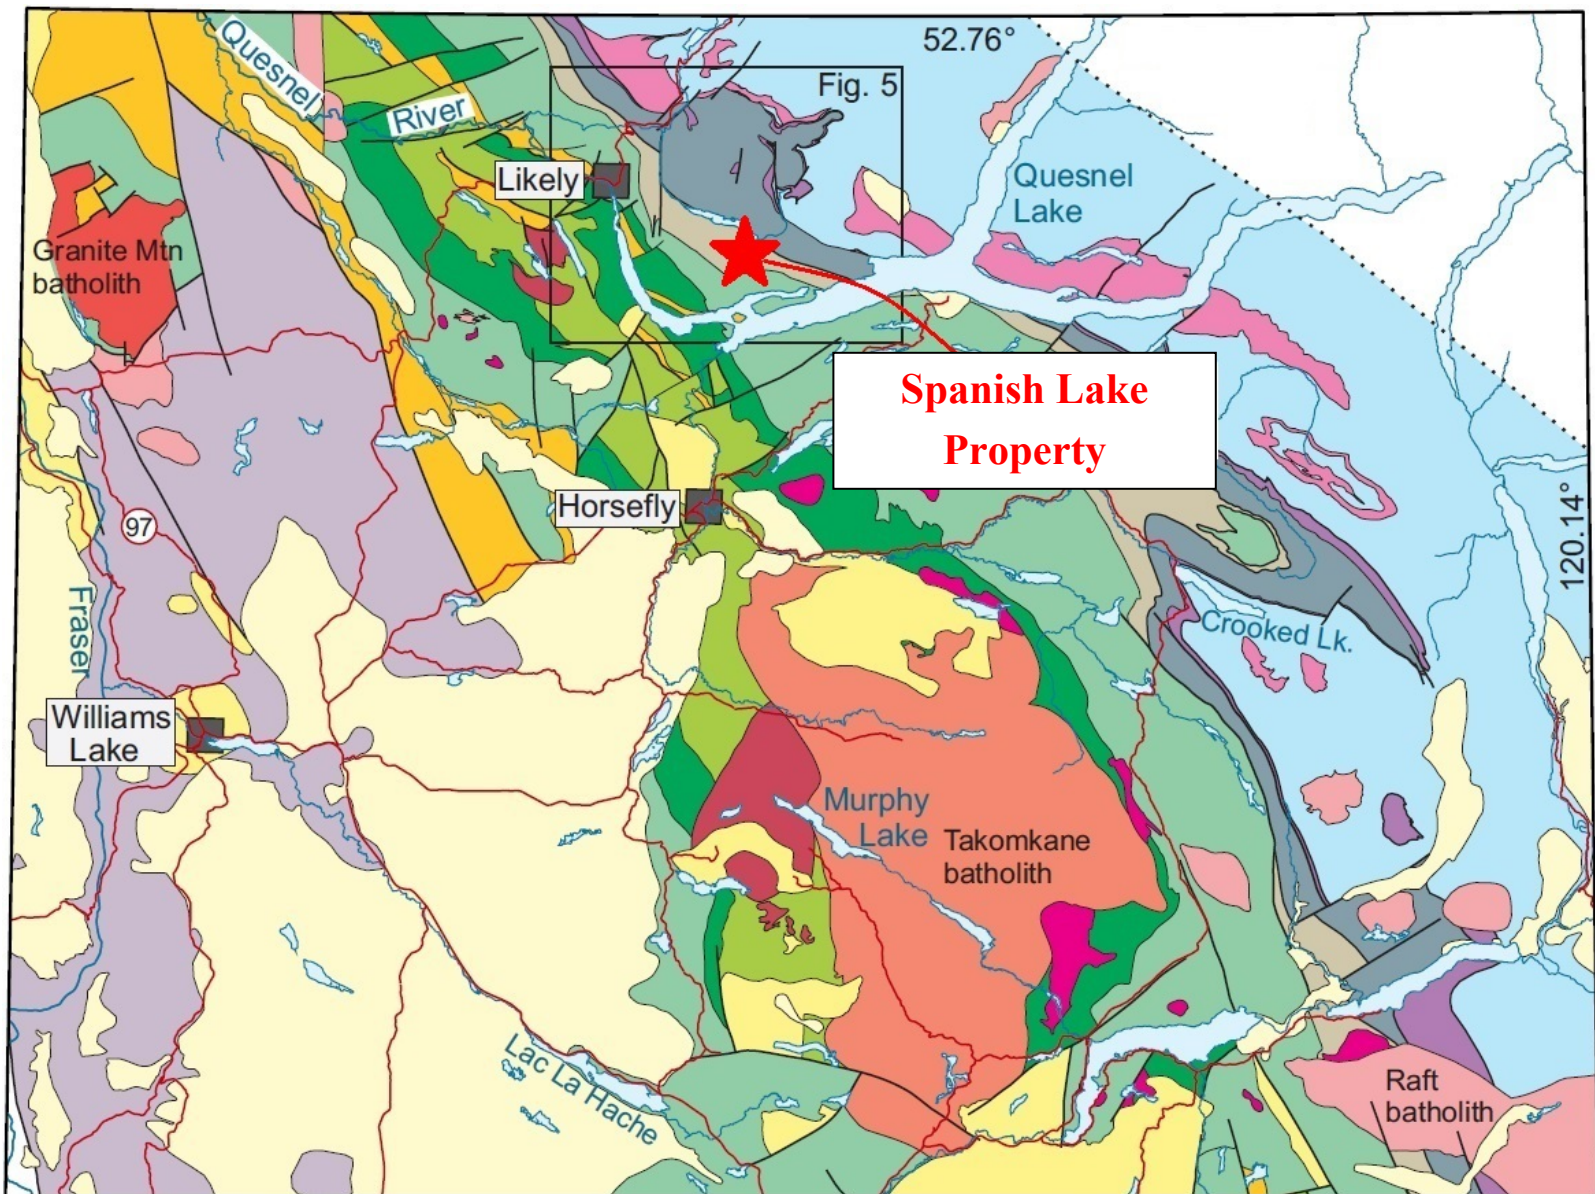 52.76°
Fig. 5
Quesnel
River
Likely
Quesnel
Lake
Granite Mtn
batholith
Spanish Lake
Property
Horsefly
97
120.14°
Fraser
Crooked Lk.
Williams
Lake
Murphy
Lake
Takomkane
batholith
Lac La Hache
Raft
batholith